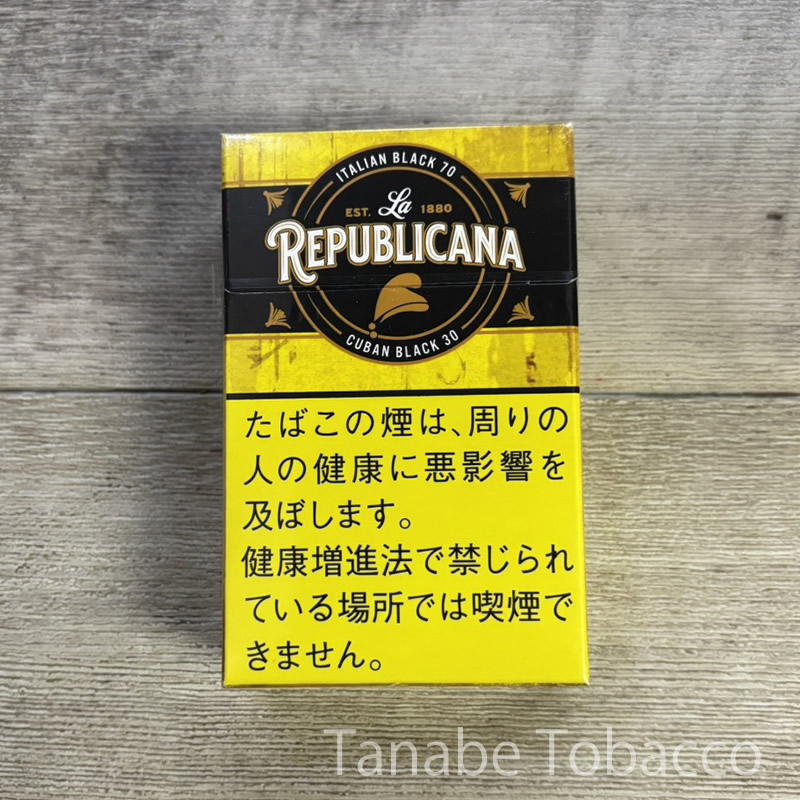 ITALIAN BLACK 70
EST. La 1880
REPUBLICANA
CUBAN BLACK 30
たばこの煙は、周りの
人の健康に悪影響を
及ぼします。
健康増進法で禁じられ
ている場所では喫煙で
きません。
Tanabe Tobacco